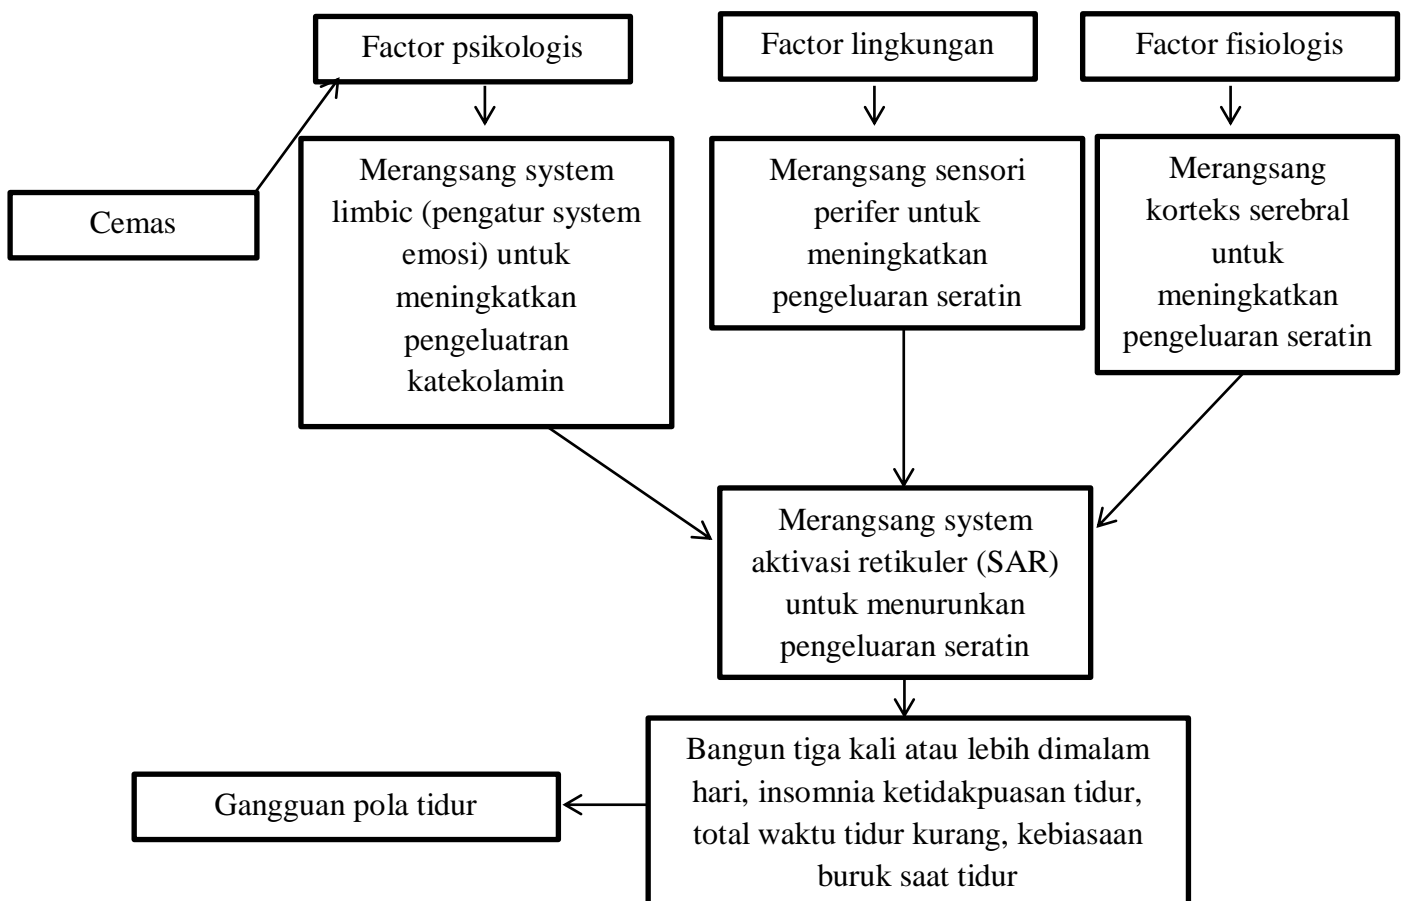 Factor psikologis
Factor lingkungan
Factor fisiologis
Cemas
Merangsang system
limbic (pengatur system
emosi) untuk
meningkatkan
pengeluatran
katekolamin
Merangsang sensori
perifer untuk
meningkatkan
pengeluaran seratin
Merangsang
korteks serebral
untuk
meningkatkan
pengeluaran seratin
Merangsang system
aktivasi retikuler (SAR)
untuk menurunkan
pengeluaran seratin
Bangun tiga kali atau lebih dimalam
hari, insomnia ketidakpuasan tidur,
total waktu tidur kurang, kebiasaan
buruk saat tidur
Gangguan pola tidur